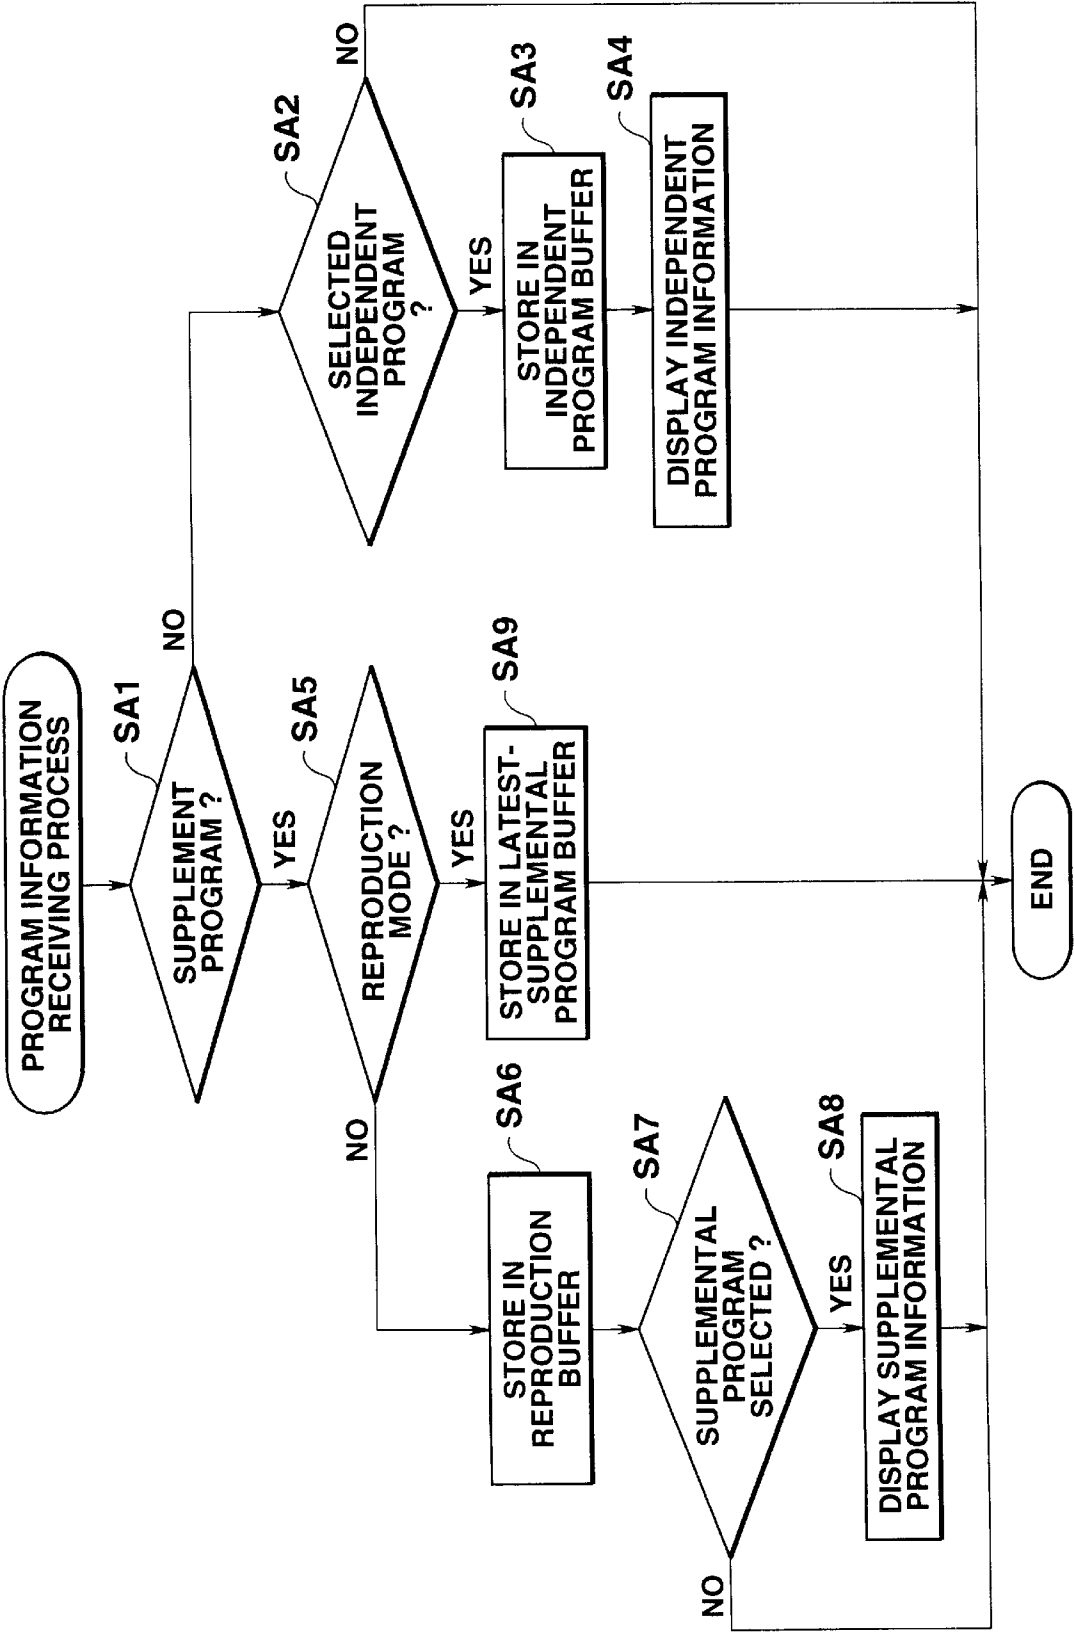 PROGRAM INFORMATION
RECEIVING PROCESS
SA1
SUPPLEMENT
PROGRAM ?
NO
YES
SA2
SELECTED
INDEPENDENT
PROGRAM
?
NO
YES
SA3
STORE IN
INDEPENDENT
PROGRAM BUFFER
SA4
DISPLAY INDEPENDENT
PROGRAM INFORMATION
SA5
REPRODUCTION
MODE ?
NO
YES
SA9
STORE IN LATEST-
SUPPLEMENTAL
PROGRAM BUFFER
SA6
STORE IN
REPRODUCTION
BUFFER
SA7
SUPPLEMENTAL
PROGRAM
SELECTED ?
NO
YES
SA8
DISPLAY SUPPLEMENTAL
PROGRAM INFORMATION
END